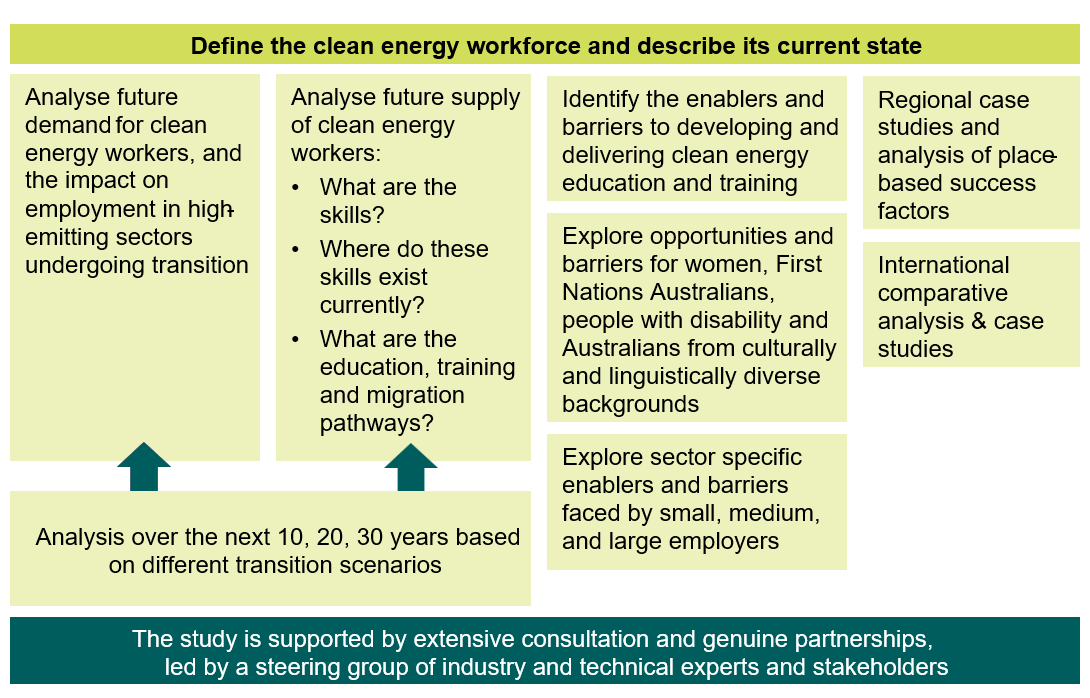 Define the clean energy workforce and describe its current state
Analyse future
demand for clean
energy workers, and
the impact on
employment in high-
emitting sectors
undergoing transition
Analyse future supply
of clean energy
workers:
• What are the
skills?
• Where do these
skills exist
currently?
• What are the
education, training
and migration
pathways?
Analysis over the next 10, 20, 30 years based
on different transition scenarios
Identify the enablers and
barriers to developing and
delivering clean energy
education and training
Explore opportunities and
barriers for women, First
Nations Australians,
people with disability and
Australians from culturally
and linguistically diverse
backgrounds
Explore sector specific
enablers and barriers
faced by small, medium,
and large employers
Regional case
studies and
analysis of place-
based success
factors
International
comparative
analysis & case
studies
The study is supported by extensive consultation and genuine partnerships,
led by a steering group of industry and technical experts and stakeholders